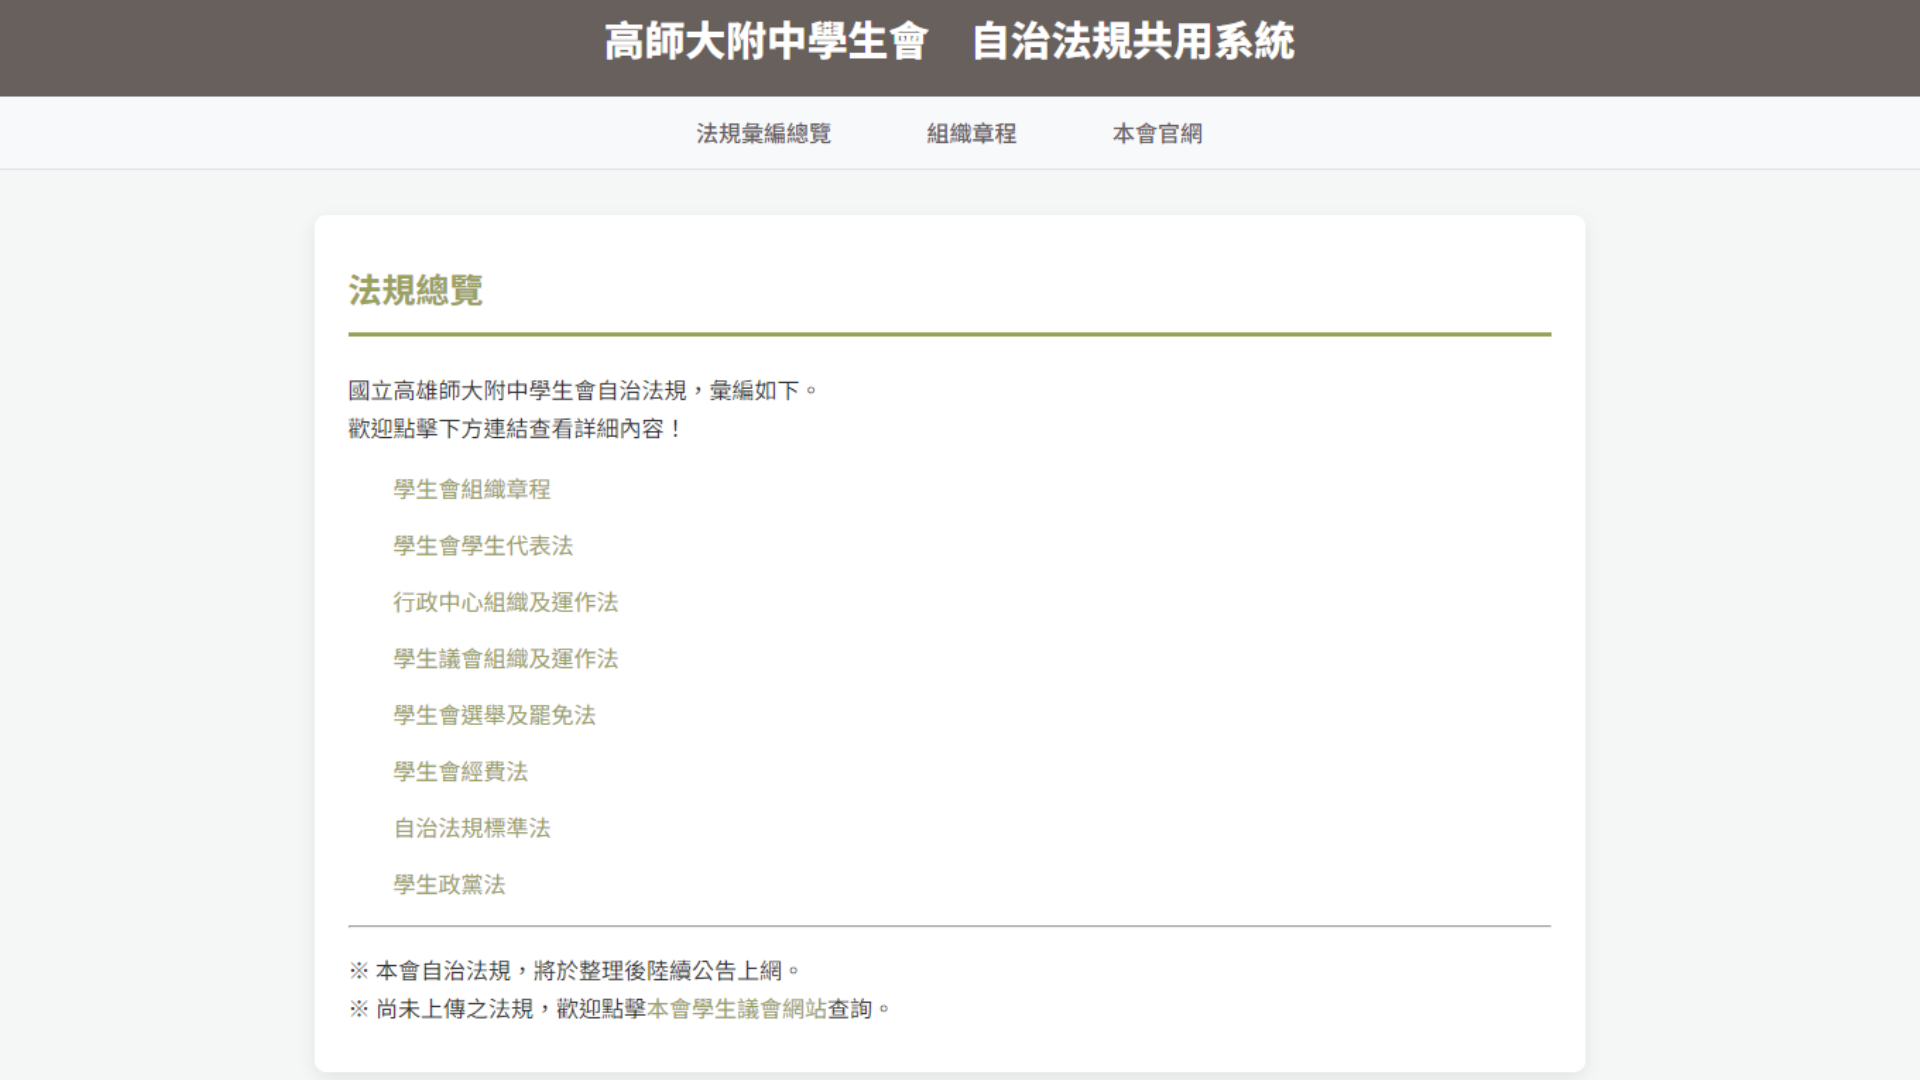 高師大附中學生會　自治法規共用系統
法規彙編總覽
組織章程
本會官網
法規總覽
國立高雄師大附中學生會自治法規，彙編如下。
歡迎點擊下方連結查看詳細內容！
學生會組織章程
學生會學生代表法
行政中心組織及運作法
學生議會組織及運作法
學生會選舉及罷免法
學生會經費法
自治法規標準法
學生政黨法
※ 本會自治法規，將於整理後陸續公告上網。
※ 尚未上傳之法規，歡迎點擊本會學生議會網站查詢。